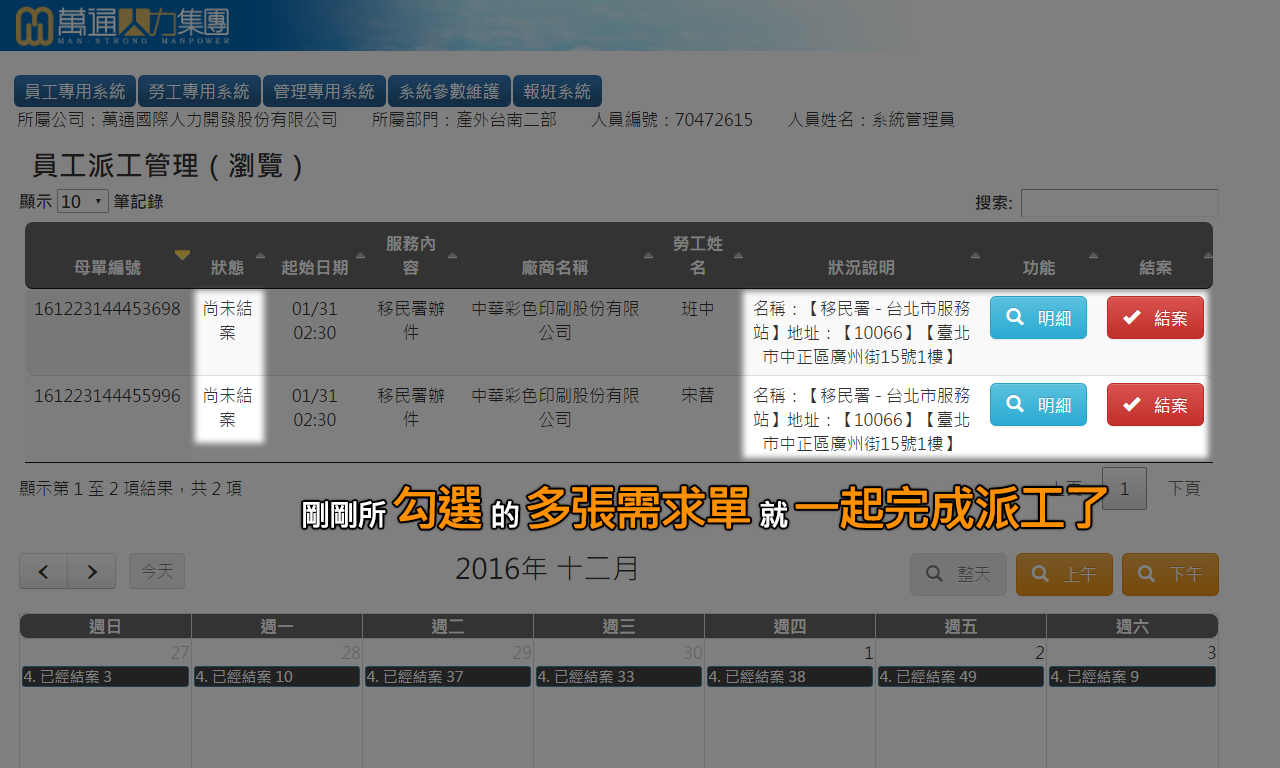 萬通人力集團
MAN-STRONG MANPOWER
員工專用系統 勞工專用系統 管理專用系統 系統參數維護 報班系統
所屬公司：萬通國際人力開發股份有限公司 所屬部門：產外台南二部 人員編號：70472615 人員姓名：系統管理員
員工派工管理（瀏覽）
顯示 10 筆記錄 搜索:
母單編號 狀態 起始日期 服務內容 廠商名稱 勞工姓名 狀況說明 功能 結案
161223144453698 尚未結案 01/31 02:30 移民署辦件 中華彩色印刷股份有限公司 班中 名稱：【移民署 - 台北市服務站】地址：【10066】【臺北市中正區廣州街15號1樓】 明細 結案
161223144455996 尚未結案 01/31 02:30 移民署辦件 中華彩色印刷股份有限公司 宋替 名稱：【移民署 - 台北市服務站】地址：【10066】【臺北市中正區廣州街15號1樓】 明細 結案
顯示第 1 至 2 項結果，共 2 項 上頁 1 下頁
剛剛所 勾選 的 多張需求單 就 一起完成派工了
今天 2016年 十二月 整天 上午 下午
週日 週一 週二 週三 週四 週五 週六
27 28 29 30 1 2 3
4. 已經結案 3 4. 已經結案 10 4. 已經結案 37 4. 已經結案 33 4. 已經結案 38 4. 已經結案 49 4. 已經結案 9